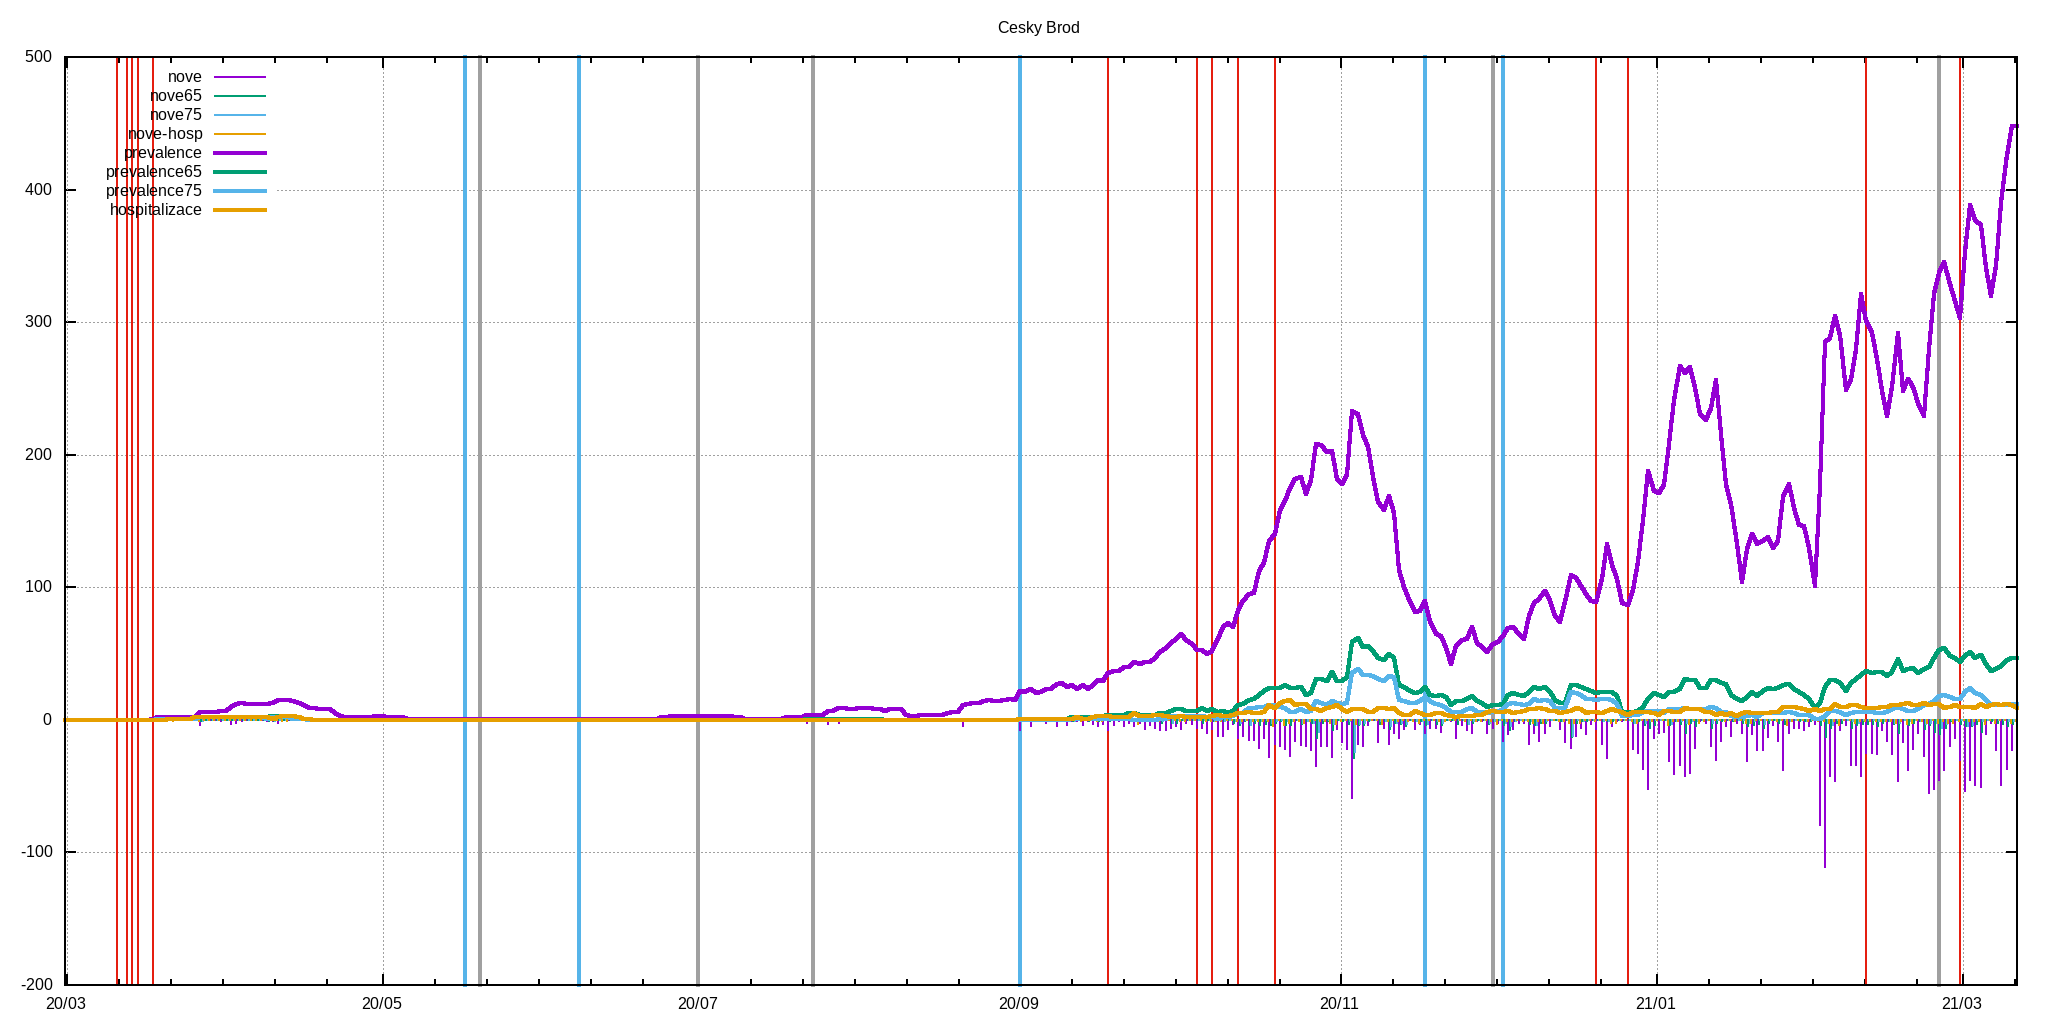 Cesky Brod
500
400
300
200
100
0
-100
-200
nove
nove65
nove75
nove-hosp
prevalence
prevalence65
prevalence75
hospitalizace
20/03 20/05 20/07 20/09 20/11 21/01 21/03